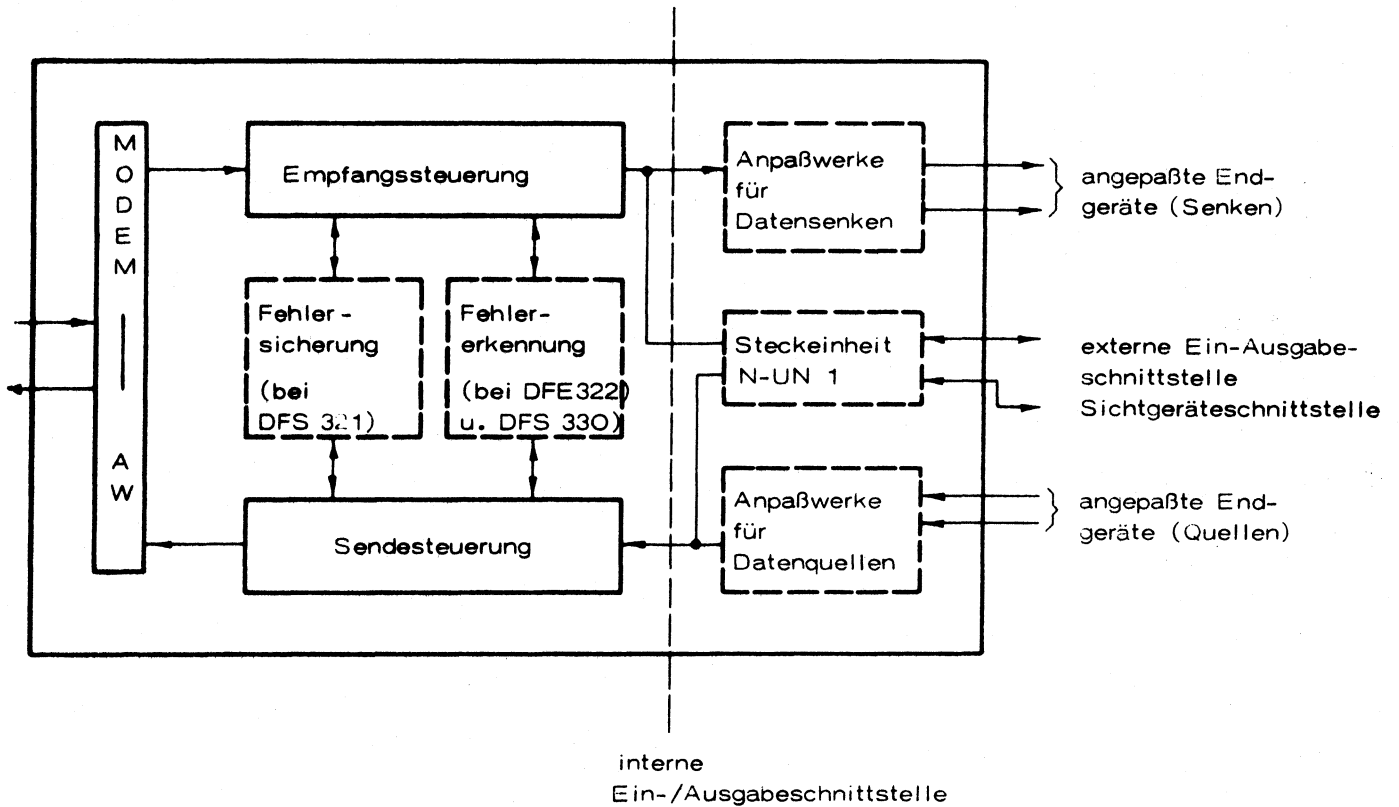 MODEM — AW
Empfangssteuerung
Fehler-
sicherung
(bei
DFS 321)
Fehler-
erkennung
(bei DFE322)
u. DFS 330)
Sendesteuerung
Anpaßwerke
für
Datensenken
Steckeinheit
N-UN 1
Anpaßwerke
für
Datenquellen
angepaßte End-
geräte (Senken)
externe Ein-Ausgabe-
schnittstelle
Sichtgeräteschnittstelle
angepaßte End-
geräte (Quellen)
interne
Ein-/Ausgabeschnittstelle